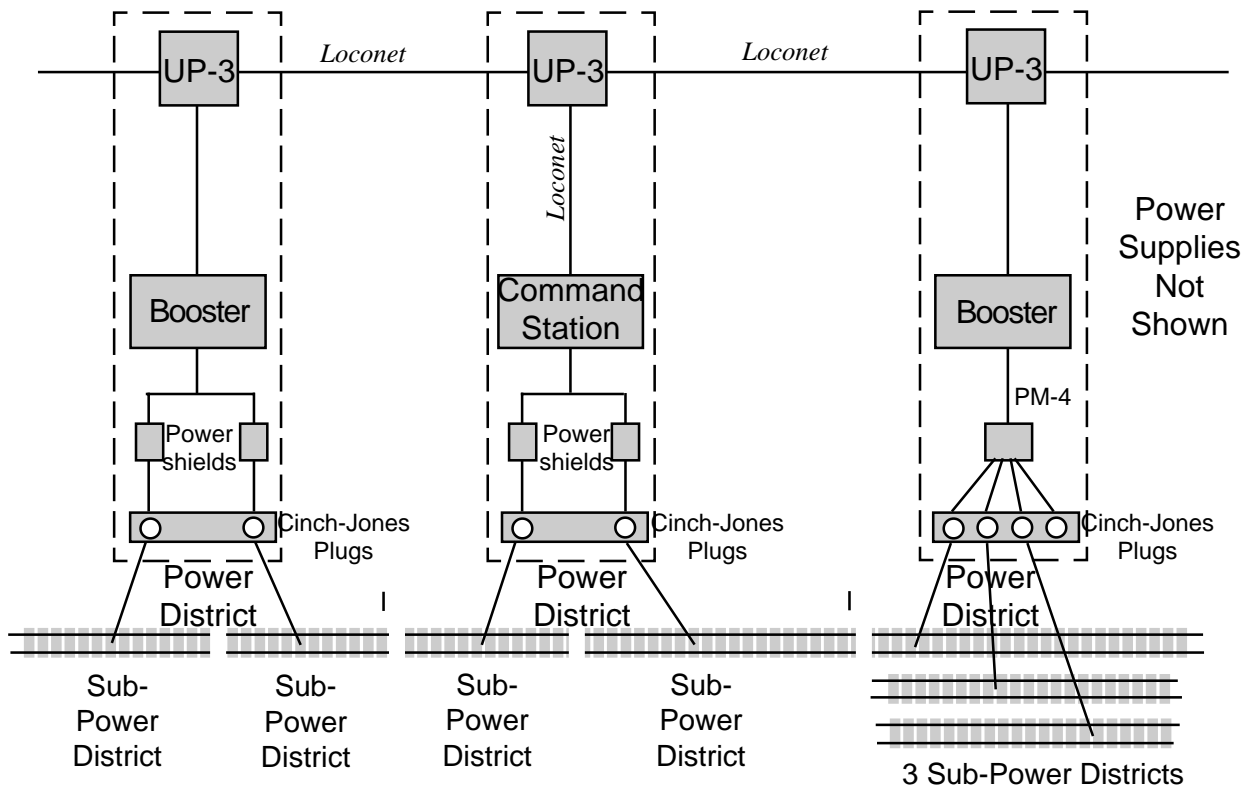 Loconet
Loconet
UP-3
UP-3
UP-3
Loconet
Power
Supplies
Not
Shown
Booster
Command
Station
Booster
PM-4
Power
shields
Power
shields
Cinch-Jones
Plugs
Cinch-Jones
Plugs
Cinch-Jones
Plugs
Power
District
Power
District
Power
District
Sub-
Power
District
Sub-
Power
District
Sub-
Power
District
Sub-
Power
District
3 Sub-Power Districts